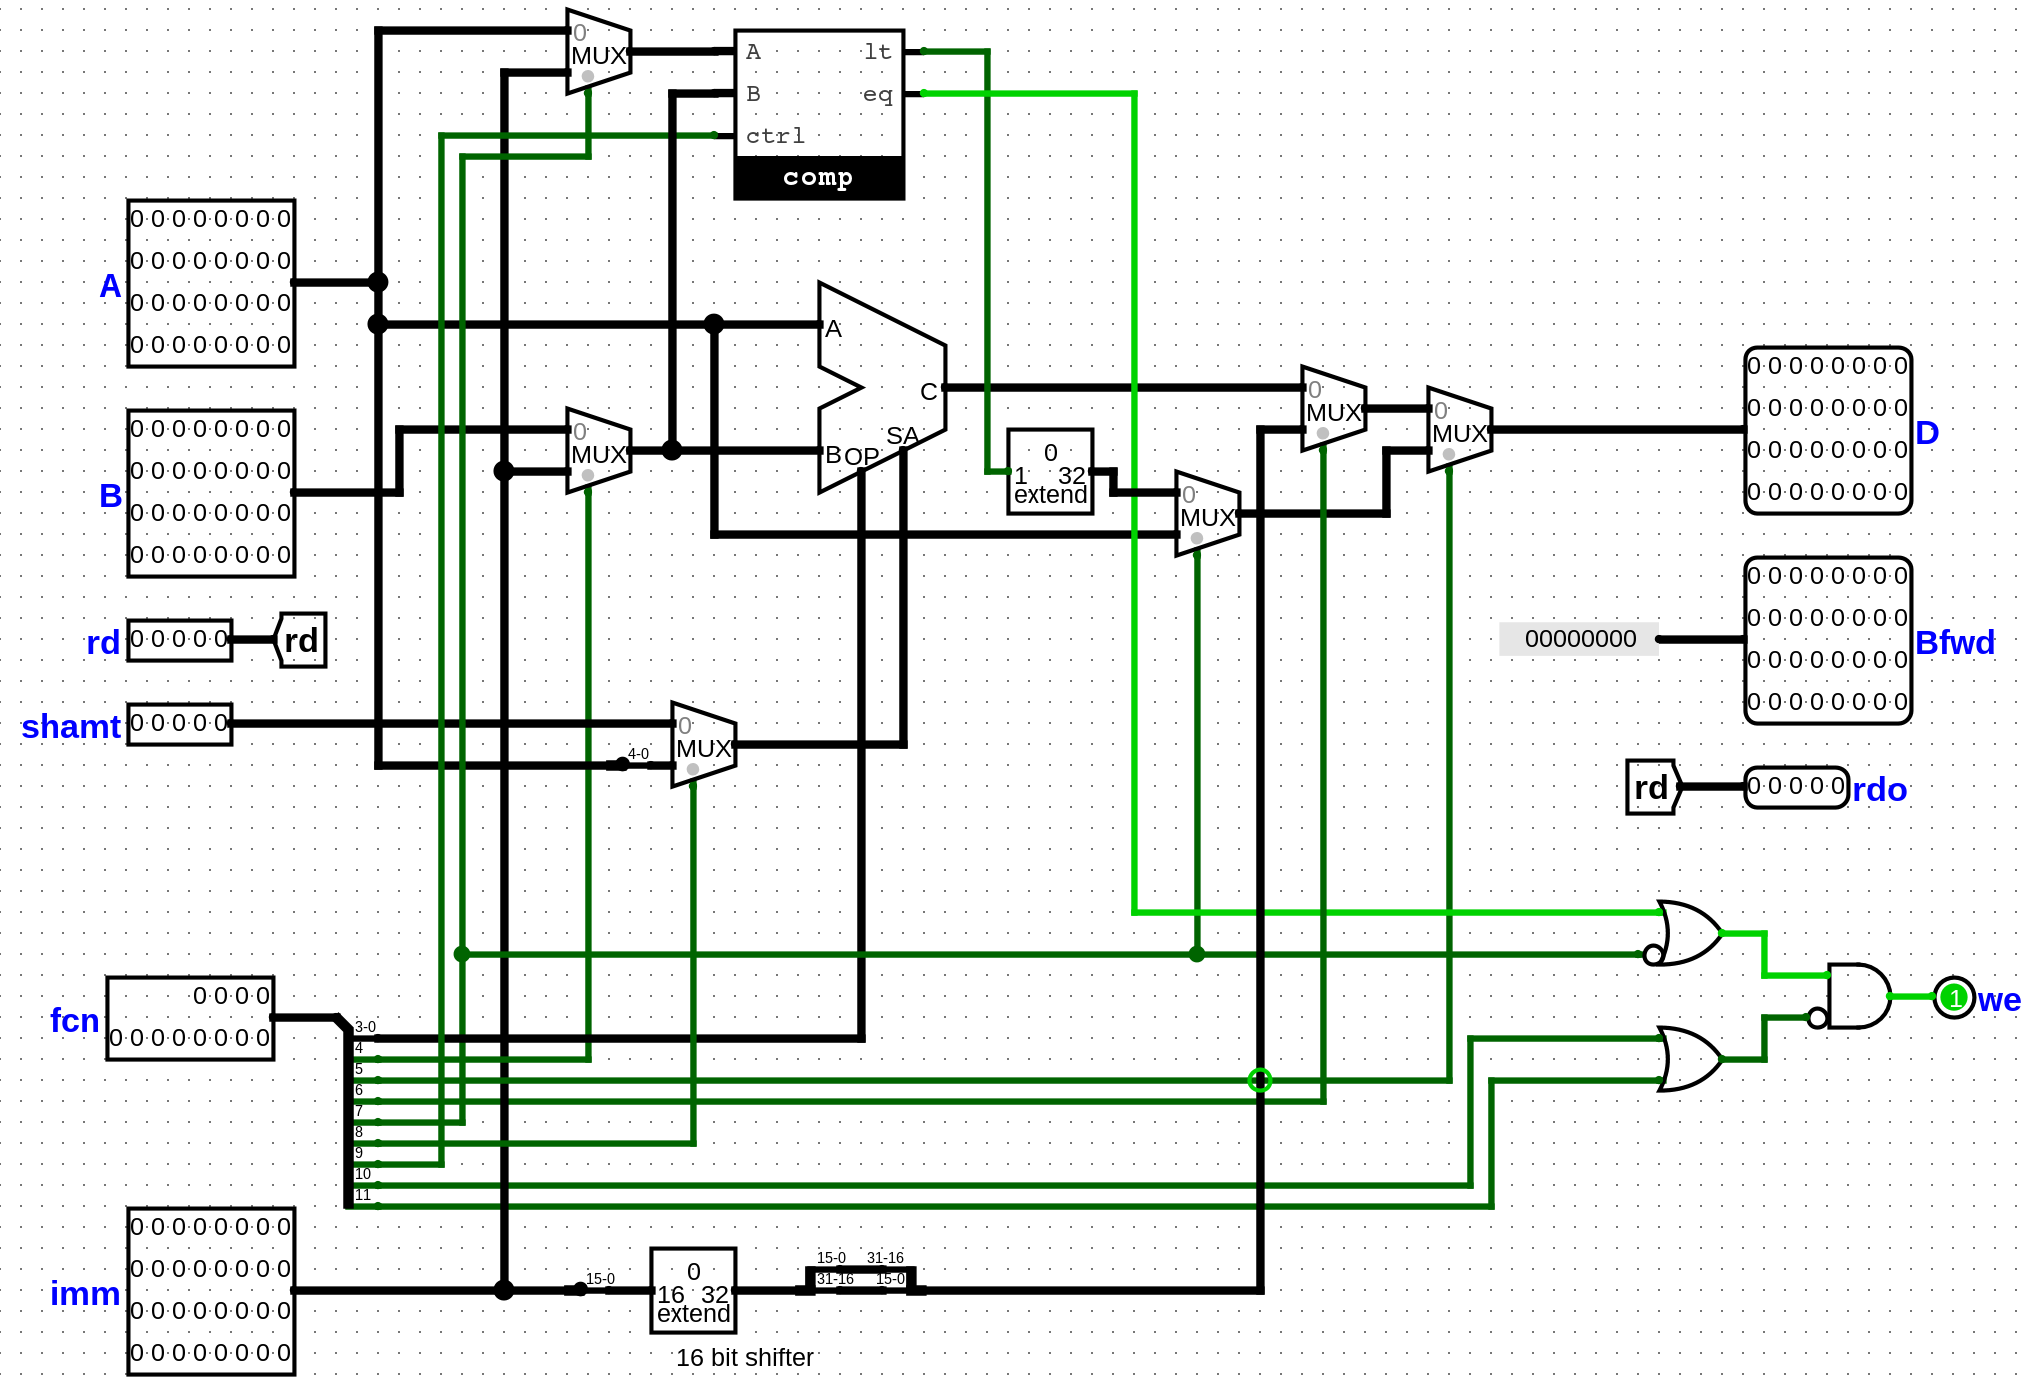 0
MUX
A lt
B eq
ctrl
comp
0 0 0 0 0 0 0 0
0 0 0 0 0 0 0 0
A
0 0 0 0 0 0 0 0
0 0 0 0 0 0 0 0
A
C
B OP SA
0 0 0 0 0 0 0 0
0 0 0 0 0 0 0 0
B
0 0 0 0 0 0 0 0
0 0 0 0 0 0 0 0
0
MUX
0
1 32
extend
0
MUX
0
MUX
0
MUX
0 0 0 0 0 0 0 0
0 0 0 0 0 0 0 0
D
0 0 0 0 0 0 0 0
0 0 0 0 0 0 0 0
rd 0 0 0 0 0 rd
00000000
0 0 0 0 0 0 0 0
0 0 0 0 0 0 0 0
Bfwd
0 0 0 0 0 0 0 0
0 0 0 0 0 0 0 0
shamt 0 0 0 0 0
4-0
0
MUX
rd 0 0 0 0 0 rdo
fcn
0 0 0 0
0 0 0 0 0 0 0 0
3-0
4
5
6
7
8
9
10
11
1 we
imm
0 0 0 0 0 0 0 0
0 0 0 0 0 0 0 0
0 0 0 0 0 0 0 0
0 0 0 0 0 0 0 0
15-0
0
16 32
extend
15-0 31-16
31-16 15-0
16 bit shifter